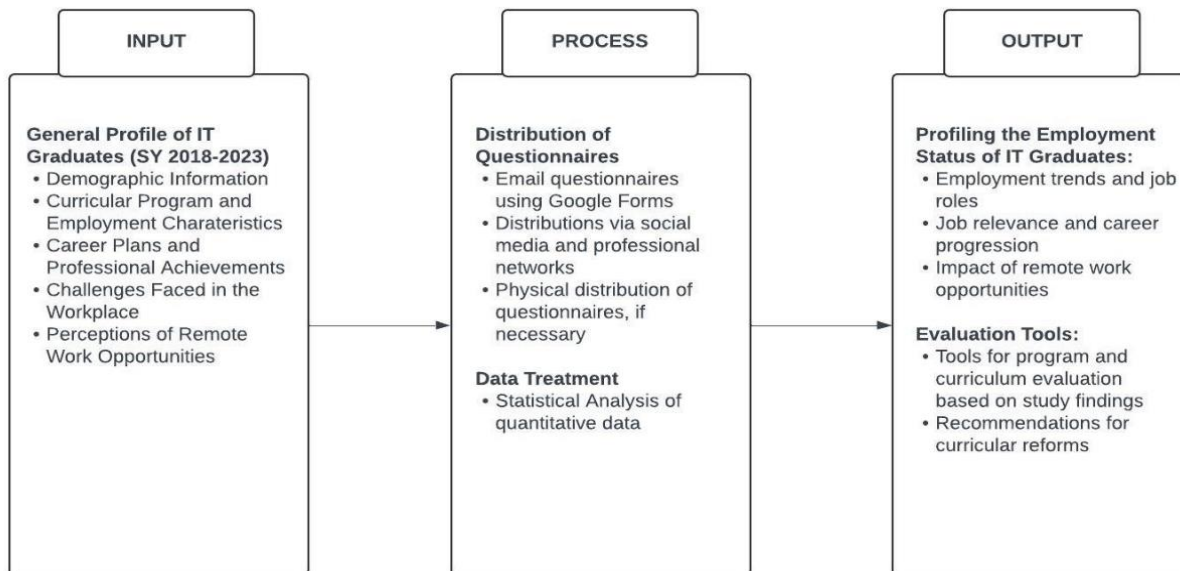 INPUT
General Profile of IT
Graduates (SY 2018-2023)
• Demographic Information
• Curricular Program and
Employment Charateristics
• Career Plans and
Professional Achievements
• Challenges Faced in the
Workplace
• Perceptions of Remote
Work Opportunities
PROCESS
Distribution of
Questionnaires
• Email questionnaires
using Google Forms
• Distributions via social
media and professional
networks
• Physical distribution of
questionnaires, if
necessary
Data Treatment
• Statistical Analysis of
quantitative data
OUTPUT
Profiling the Employment
Status of IT Graduates:
• Employment trends and job
roles
• Job relevance and career
progression
• Impact of remote work
opportunities
Evaluation Tools:
• Tools for program and
curriculum evaluation
based on study findings
• Recommendations for
curricular reforms